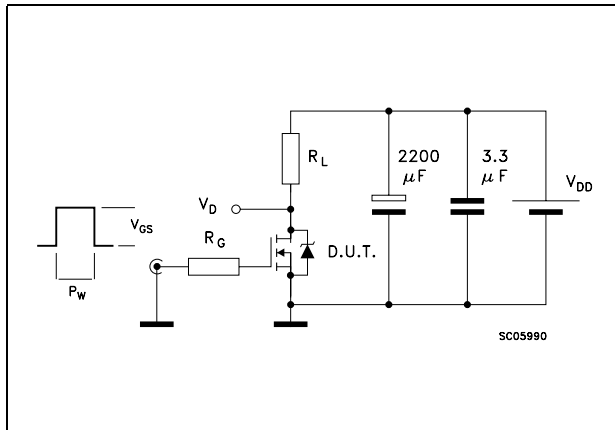 R_L
2200
μF
3.3
μF
V_DD
V_D
V_GS
R_G
D.U.T.
P_W
SC05990